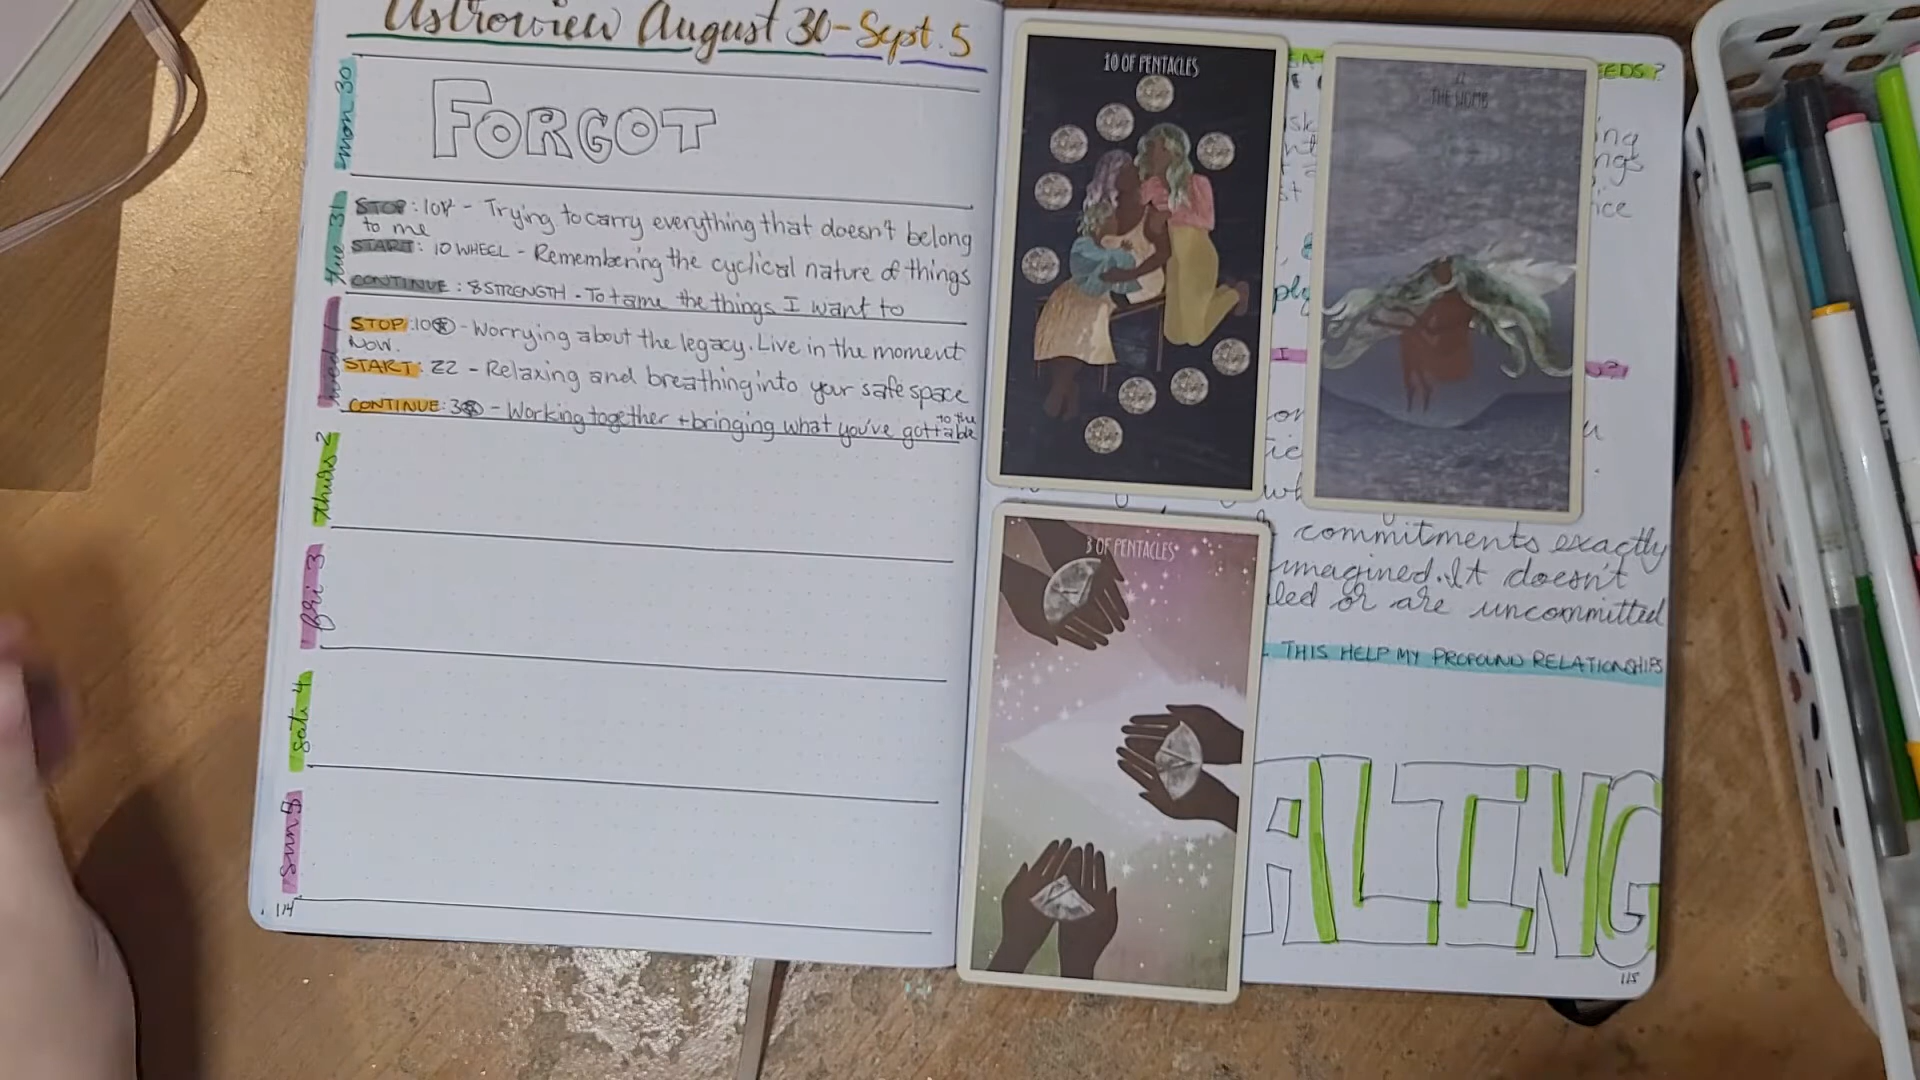 Astroview August 30-Sept. 5
mon 30
FORGOT
tue 31
STOP: 10 - Trying to carry everything that doesn't belong
to me
START: 10 WHEEL - Remembering the cyclical nature of things
CONTINUE: 8 STRENGTH - To tame the things I want to
wed 1
STOP: 10 - Worrying about the legacy. Live in the moment
NOW.
START: 22 - Relaxing and breathing into your safe space
CONTINUE: 3 - Working together + bringing what you've got to the
table
thurs 2
fri 3
sat 4
sun 5
114
10 OF PENTACLES
THE WOMB
3 OF PENTACLES
EEDS?
commitments exactly
imagined. It doesn't
or are uncommitted
THIS HELP MY PROFOUND RELATIONSHIPS
ALTING
115